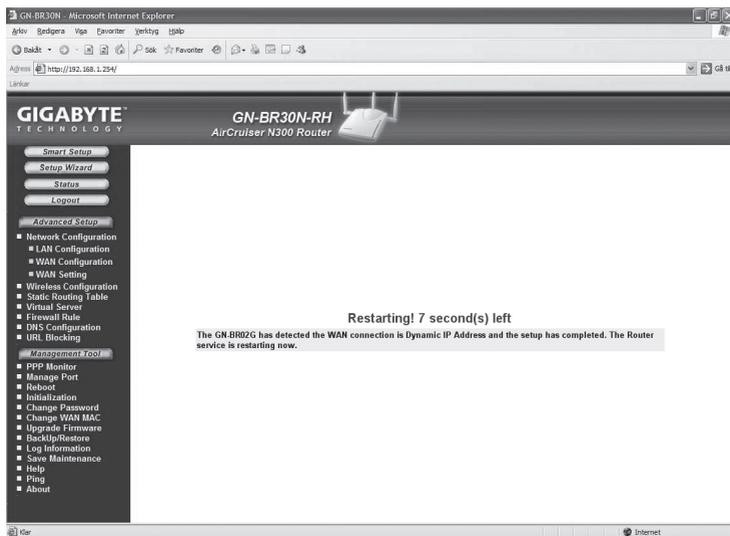 GN-BR30N - Microsoft Internet Explorer
Arkiv Redigera Visa Favoriter Verktyg Hjälp
Bakåt Sök Favoriter
Adress http://192.168.1.254/ Gå til
Länkar
GIGABYTE™
TECHNOLOGY
GN-BR30N-RH
AirCruiser N300 Router
Smart Setup
Setup Wizard
Status
Logout
Advanced Setup
Network Configuration
LAN Configuration
WAN Configuration
WAN Setting
Wireless Configuration
Static Routing Table
Virtual Server
Firewall Rule
DNS Configuration
URL Blocking
Management Tool
PPP Monitor
Manage Port
Reboot
Initialization
Change Password
Change WAN MAC
Upgrade Firmware
BackUp/Restore
Log Information
Save Maintenance
Help
Ping
About
Restarting! 7 second(s) left
The GN-BR02G has detected the WAN connection is Dynamic IP Address and the setup has completed. The Router
service is restarting now.
Klar Internet